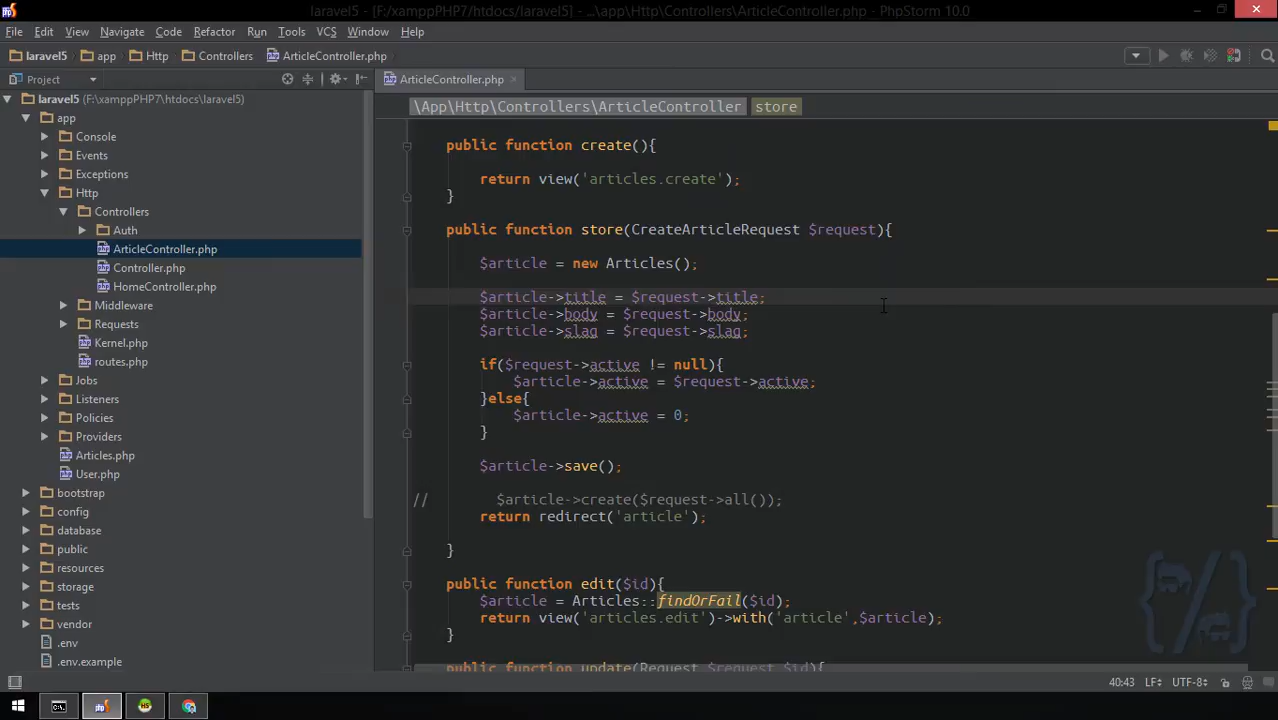 laravel5 - [F:/xamppPHP7/htdocs/laravel5] - ...\app\Http\Controllers\ArticleController.php - PhpStorm 10.0
File Edit View Navigate Code Refactor Run Tools VCS Window Help
laravel5 app Http Controllers ArticleController.php
Project
ArticleController.php
laravel5 (F:/xamppPHP7/htdocs/laravel5)
app
Console
Events
Exceptions
Http
Controllers
Auth
ArticleController.php
Controller.php
HomeController.php
Middleware
Requests
Kernel.php
routes.php
Jobs
Listeners
Policies
Providers
Articles.php
User.php
bootstrap
config
database
public
resources
storage
tests
vendor
.env
.env.example
\App\Http\Controllers\ArticleController store
public function create(){
return view('articles.create');
}
public function store(CreateArticleRequest $request){
$article = new Articles();
$article->title = $request->title;
$article->body = $request->body;
$article->slag = $request->slag;
if($request->active != null){
$article->active = $request->active;
}else{
$article->active = 0;
}
$article->save();
// $article->create($request->all());
return redirect('article');
}
public function edit($id){
$article = Articles::findOrFail($id);
return view('articles.edit')->with('article',$article);
}
public function update(Request $request,$id){
40:43 LF÷ UTF-8÷